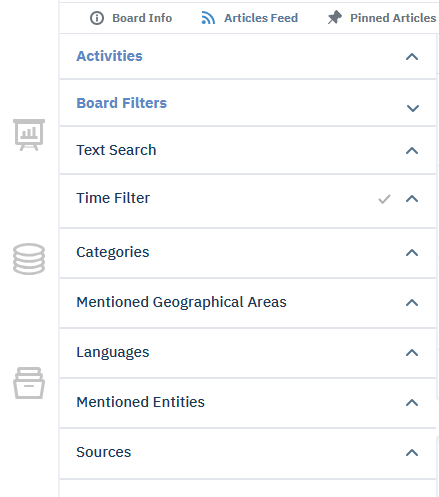 Board Info Articles Feed Pinned Articles
Activities
Board Filters
Text Search
Time Filter
Categories
Mentioned Geographical Areas
Languages
Mentioned Entities
Sources